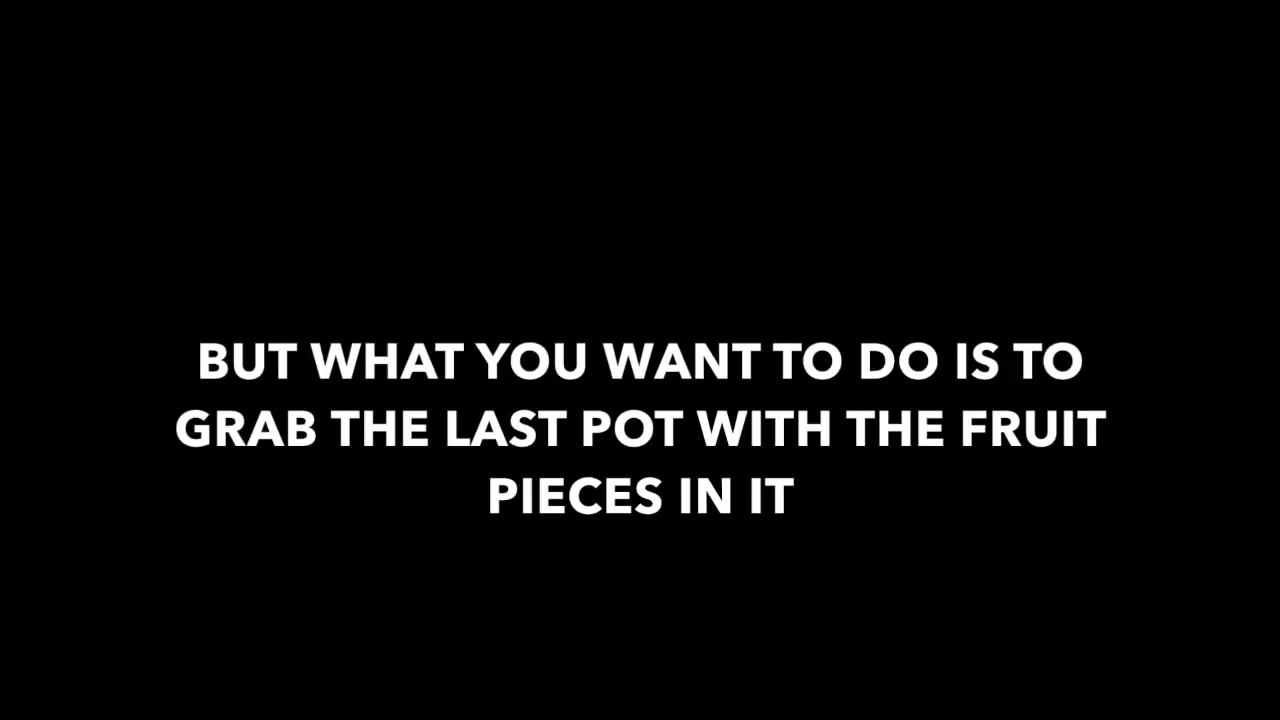 BUT WHAT YOU WANT TO DO IS TO
GRAB THE LAST POT WITH THE FRUIT
PIECES IN IT